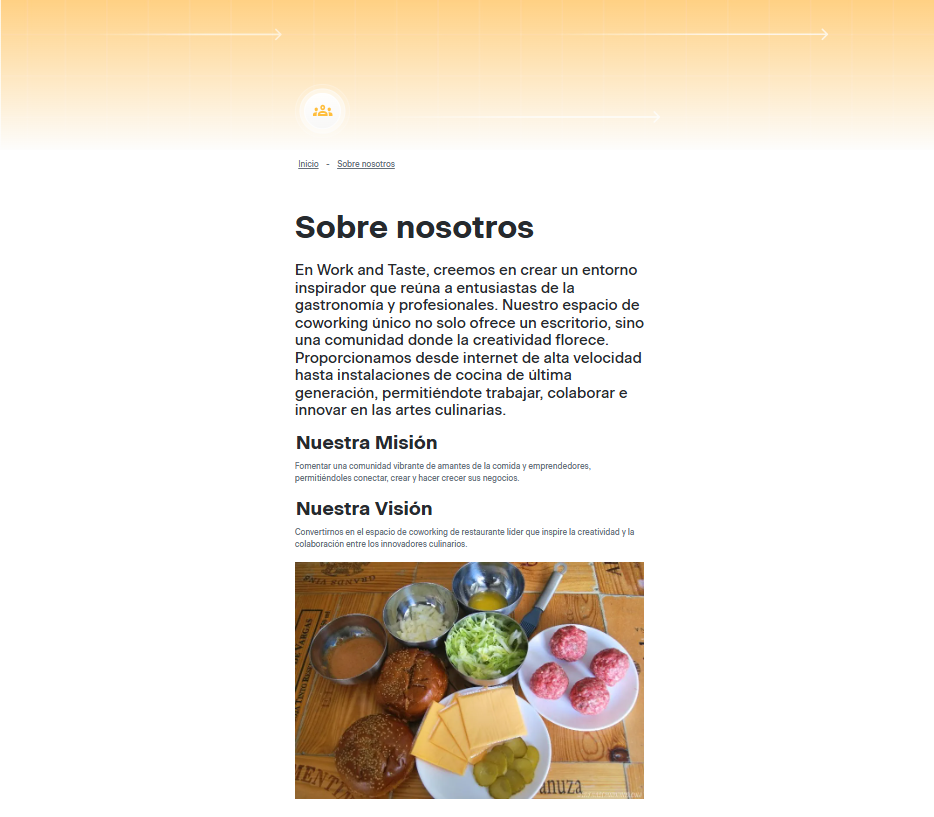 Inicio - Sobre nosotros
Sobre nosotros
En Work and Taste, creemos en crear un entorno
inspirador que reúna a entusiastas de la
gastronomía y profesionales. Nuestro espacio de
coworking único no solo ofrece un escritorio, sino
una comunidad donde la creatividad florece.
Proporcionamos desde internet de alta velocidad
hasta instalaciones de cocina de última
generación, permitiéndote trabajar, colaborar e
innovar en las artes culinarias.
Nuestra Misión
Fomentar una comunidad vibrante de amantes de la comida y emprendedores,
permitiéndoles conectar, crear y hacer crecer sus negocios.
Nuestra Visión
Convertirnos en el espacio de coworking de restaurante líder que inspire la creatividad y la
colaboración entre los innovadores culinarios.
GRANDS VINS
DE VARGAS
TINTO